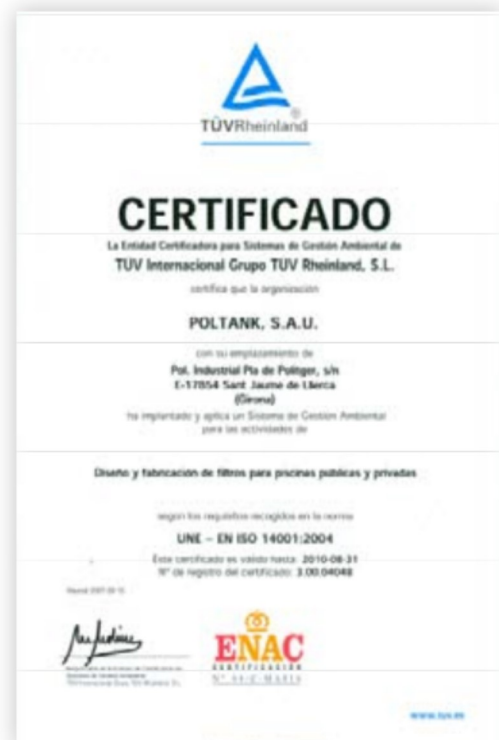 TÜVRheinland
CERTIFICADO
La Entidad Certificadora para Sistemas de Gestión Ambiental de
TÜV Internacional Grupo TÜV Rheinland, S.L.
certifica que la organización
POLTANK, S.A.U.
con su emplazamiento de
Pol. Industrial Pla de Politger, s/n
E-17854 Sant Jaume de Llierca
(Girona)
ha implantado y aplica un Sistema de Gestión Ambiental
para las actividades de
Diseño y fabricación de filtros para piscinas públicas y privadas
según los requisitos recogidos en la norma
UNE – EN ISO 14001:2004
Este certificado es valido hasta: 2010-08-31
Nº de registro del certificado: 3.00.04048
ENAC
CERTIFICACIÓN
www.tuv.es